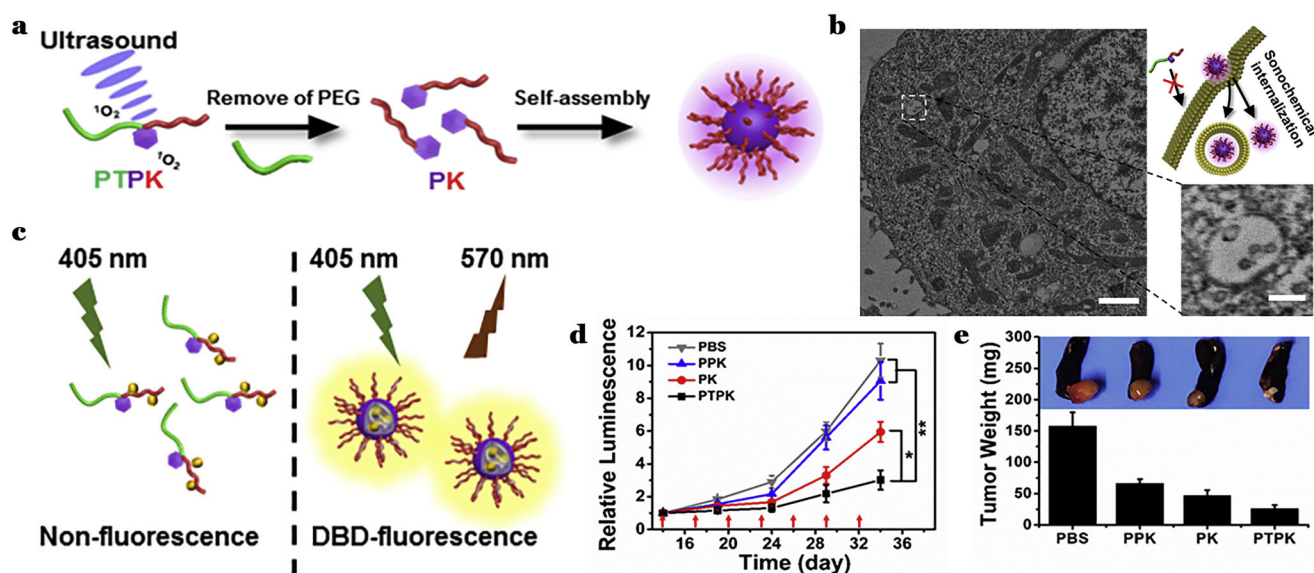 a
Ultrasound
¹O₂
¹O₂
PTPK
Remove of PEG
PK
Self-assembly
b
Sonochemical
internalization
c
405 nm
Non-fluorescence
405 nm
570 nm
DBD-fluorescence
d
Relative Luminescence
12
10
8
6
4
2
0
PBS
PPK
PK
PTPK
*
**
16
20
24
28
32
36
Time (day)
e
Tumor Weight (mg)
300
250
200
150
100
50
0
PBS
PPK
PK
PTPK